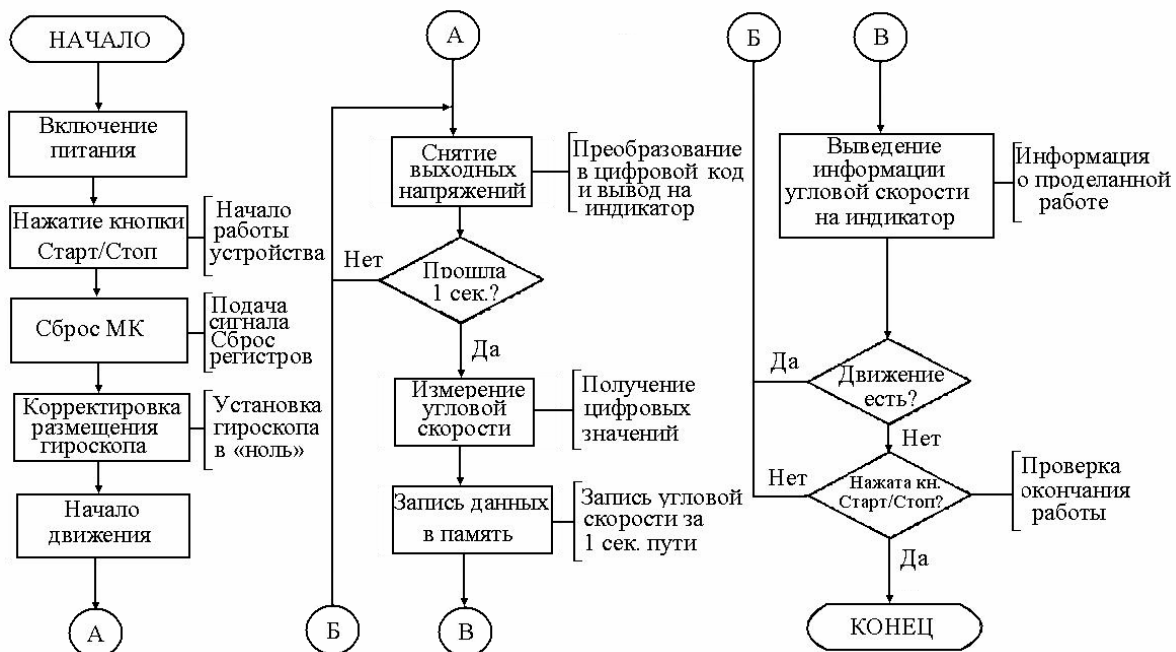 НАЧАЛО
Включение
питания
Нажатие кнопки
Старт/Стоп
Начало
работы
устройства
Сброс МК
Подача
сигнала
Сброс
регистров
Корректировка
размещения
гироскопа
Установка
гироскопа
в «ноль»
Начало
движения
А
А
Снятие
выходных
напряжений
Преобразование
в цифровой код
и вывод на
индикатор
Нет
Прошла
1 сек.?
Да
Измерение
угловой
скорости
Получение
цифровых
значений
Запись данных
в память
Запись угловой
скорости за
1 сек. пути
Б
В
Б
В
Выведение
информации
угловой скорости
на индикатор
Информация
о проделанной
работе
Да
Движение
есть?
Нет
Нет
Нажата кн.
Старт/Стоп?
Проверка
окончания
работы
Да
КОНЕЦ